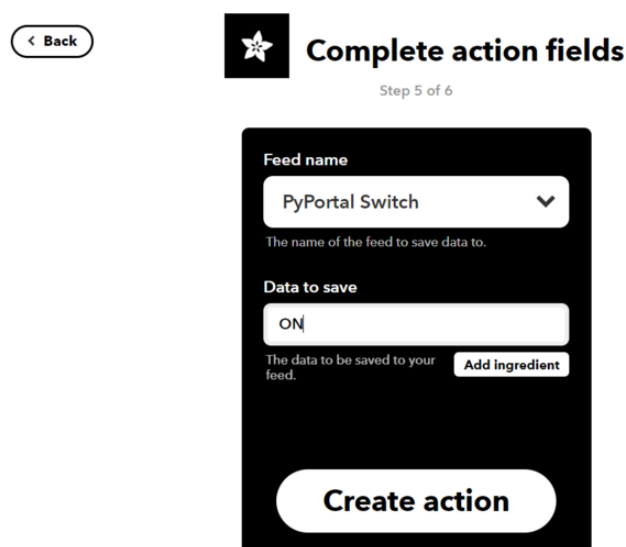 Back
Complete action fields
Step 5 of 6
Feed name
PyPortal Switch
The name of the feed to save data to.
Data to save
ON
The data to be saved to your
feed.
Add ingredient
Create action